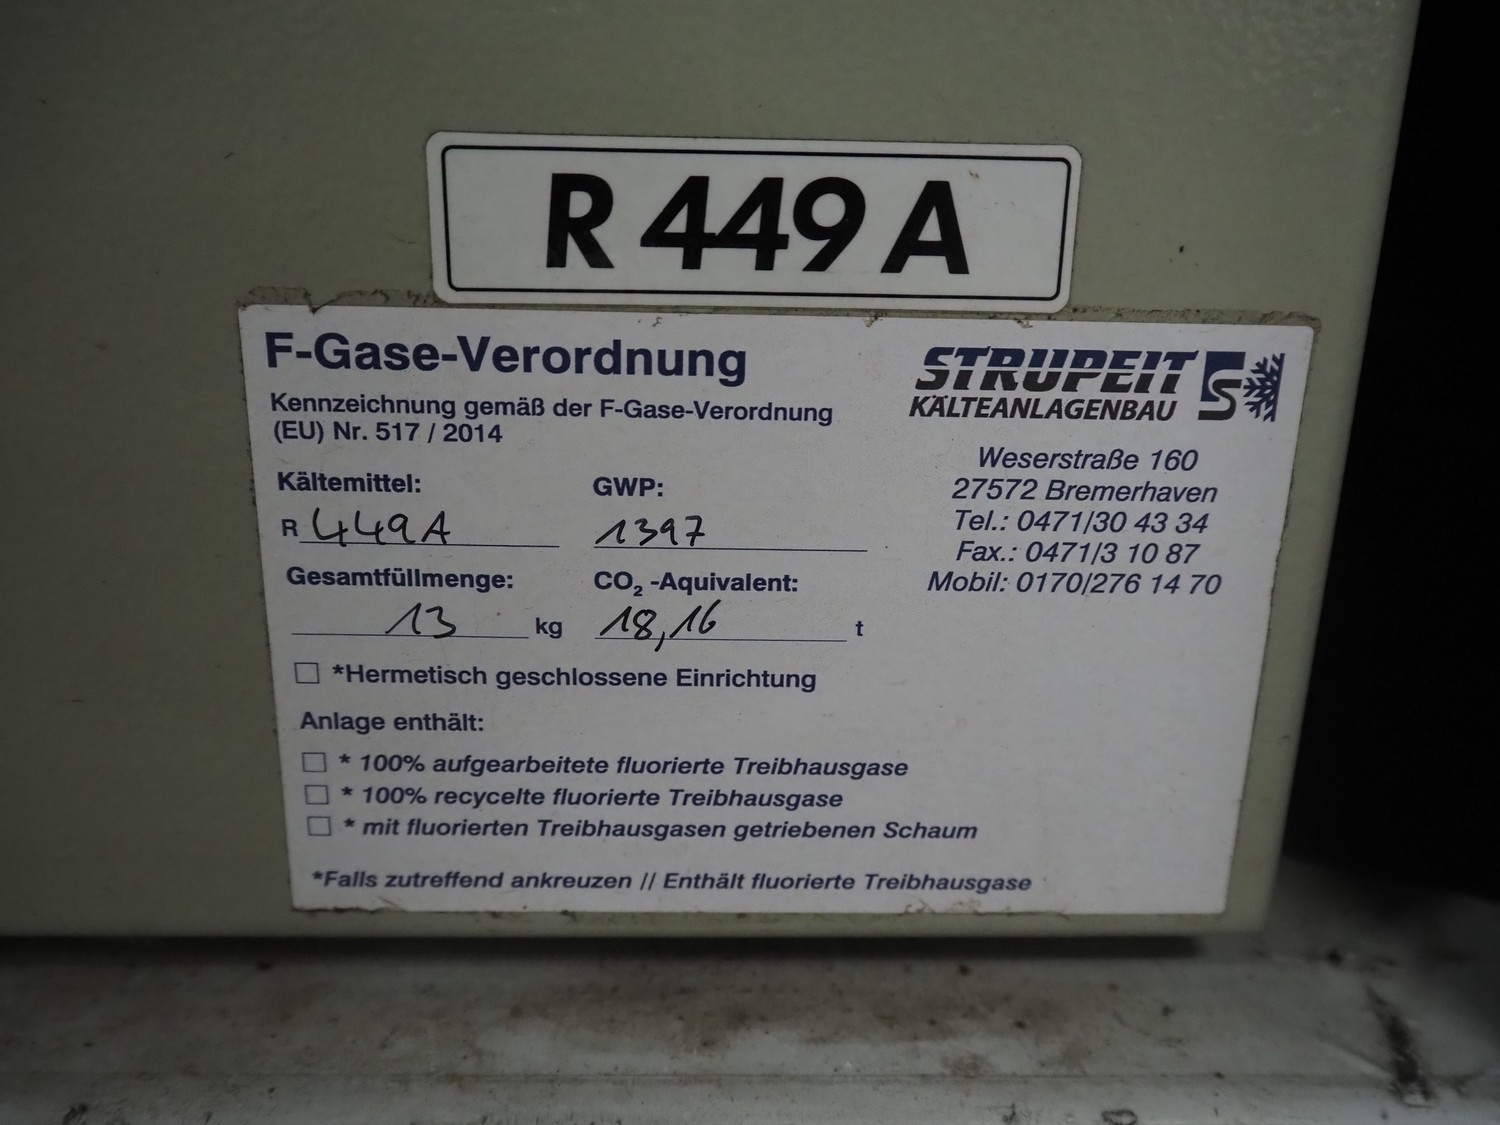 R 449 A
F-Gase-Verordnung
Kennzeichnung gemäß der F-Gase-Verordnung
(EU) Nr. 517 / 2014
STRUPEIT S
KÄLTEANLAGENBAU
Weserstraße 160
27572 Bremerhaven
Tel.: 0471/30 43 34
Fax.: 0471/3 10 87
Mobil: 0170/276 14 70
Kältemittel: GWP:
R 449A 1397
Gesamtfüllmenge: CO₂ -Aquivalent:
13 kg 18,16 t
☐ *Hermetisch geschlossene Einrichtung
Anlage enthält:
☐ * 100% aufgearbeitete fluorierte Treibhausgase
☐ * 100% recycelte fluorierte Treibhausgase
☐ * mit fluorierten Treibhausgasen getriebenen Schaum
*Falls zutreffend ankreuzen // Enthält fluorierte Treibhausgase